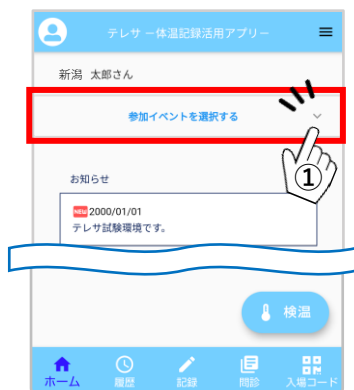 テレサ ー体温記録活用アプリー
新潟 太郎さん
参加イベントを選択する
①
お知らせ
NEW 2000/01/01
テレサ試験環境です。
検温
ホーム 履歴 記録 問診 入場コード